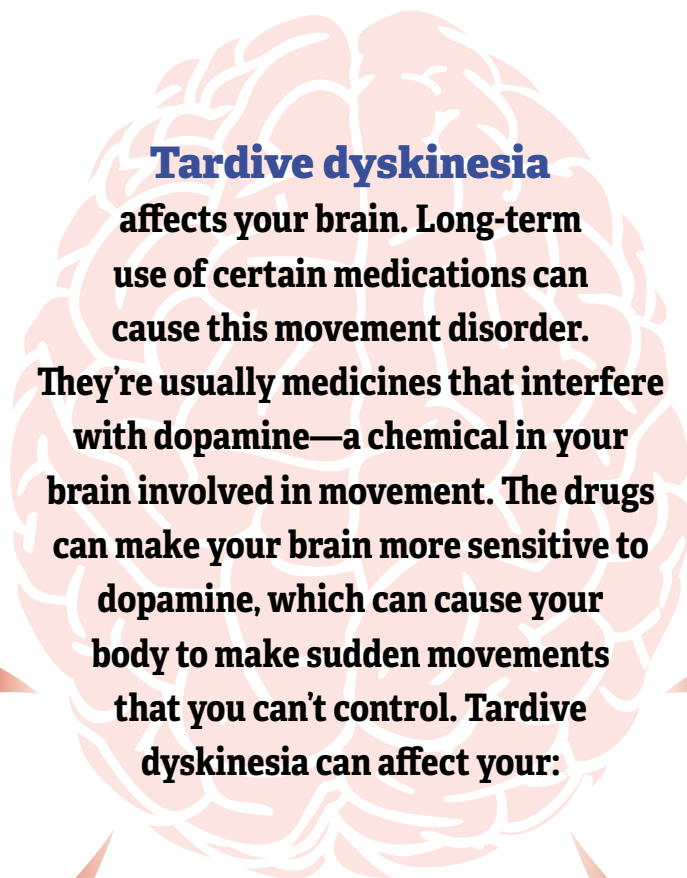 Tardive dyskinesia
affects your brain. Long-term
use of certain medications can
cause this movement disorder.
They’re usually medicines that interfere
with dopamine—a chemical in your
brain involved in movement. The drugs
can make your brain more sensitive to
dopamine, which can cause your
body to make sudden movements
that you can’t control. Tardive
dyskinesia can affect your: